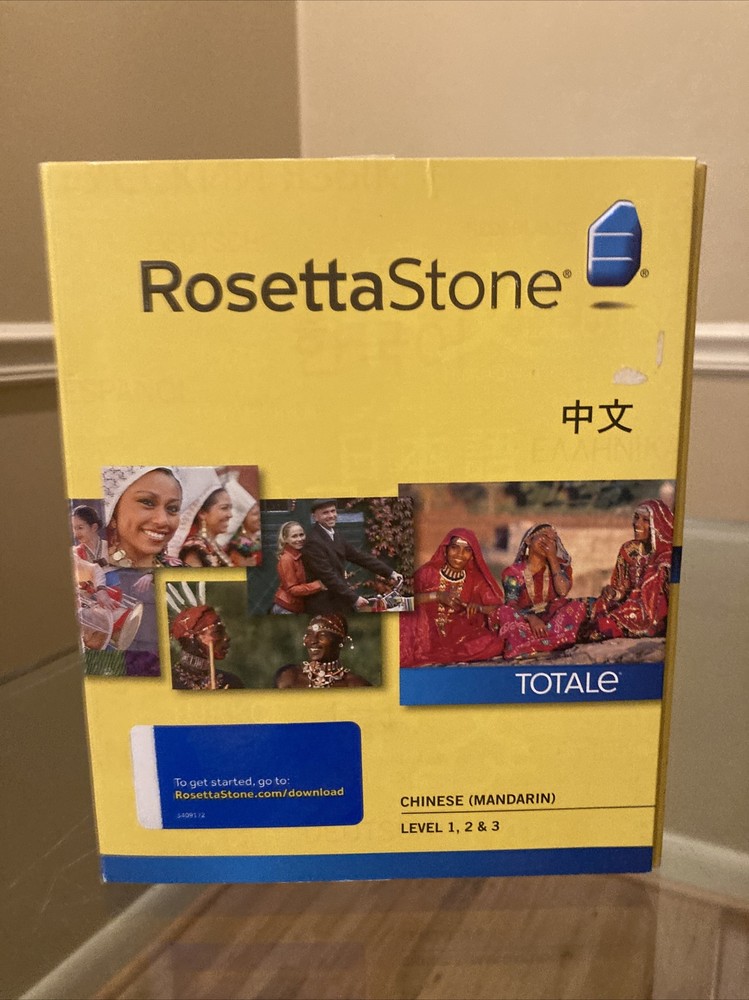 RosettaStone®
®
中文
TOTALe
To get started, go to:
RosettaStone.com/download
CHINESE (MANDARIN)
LEVEL 1, 2 & 3